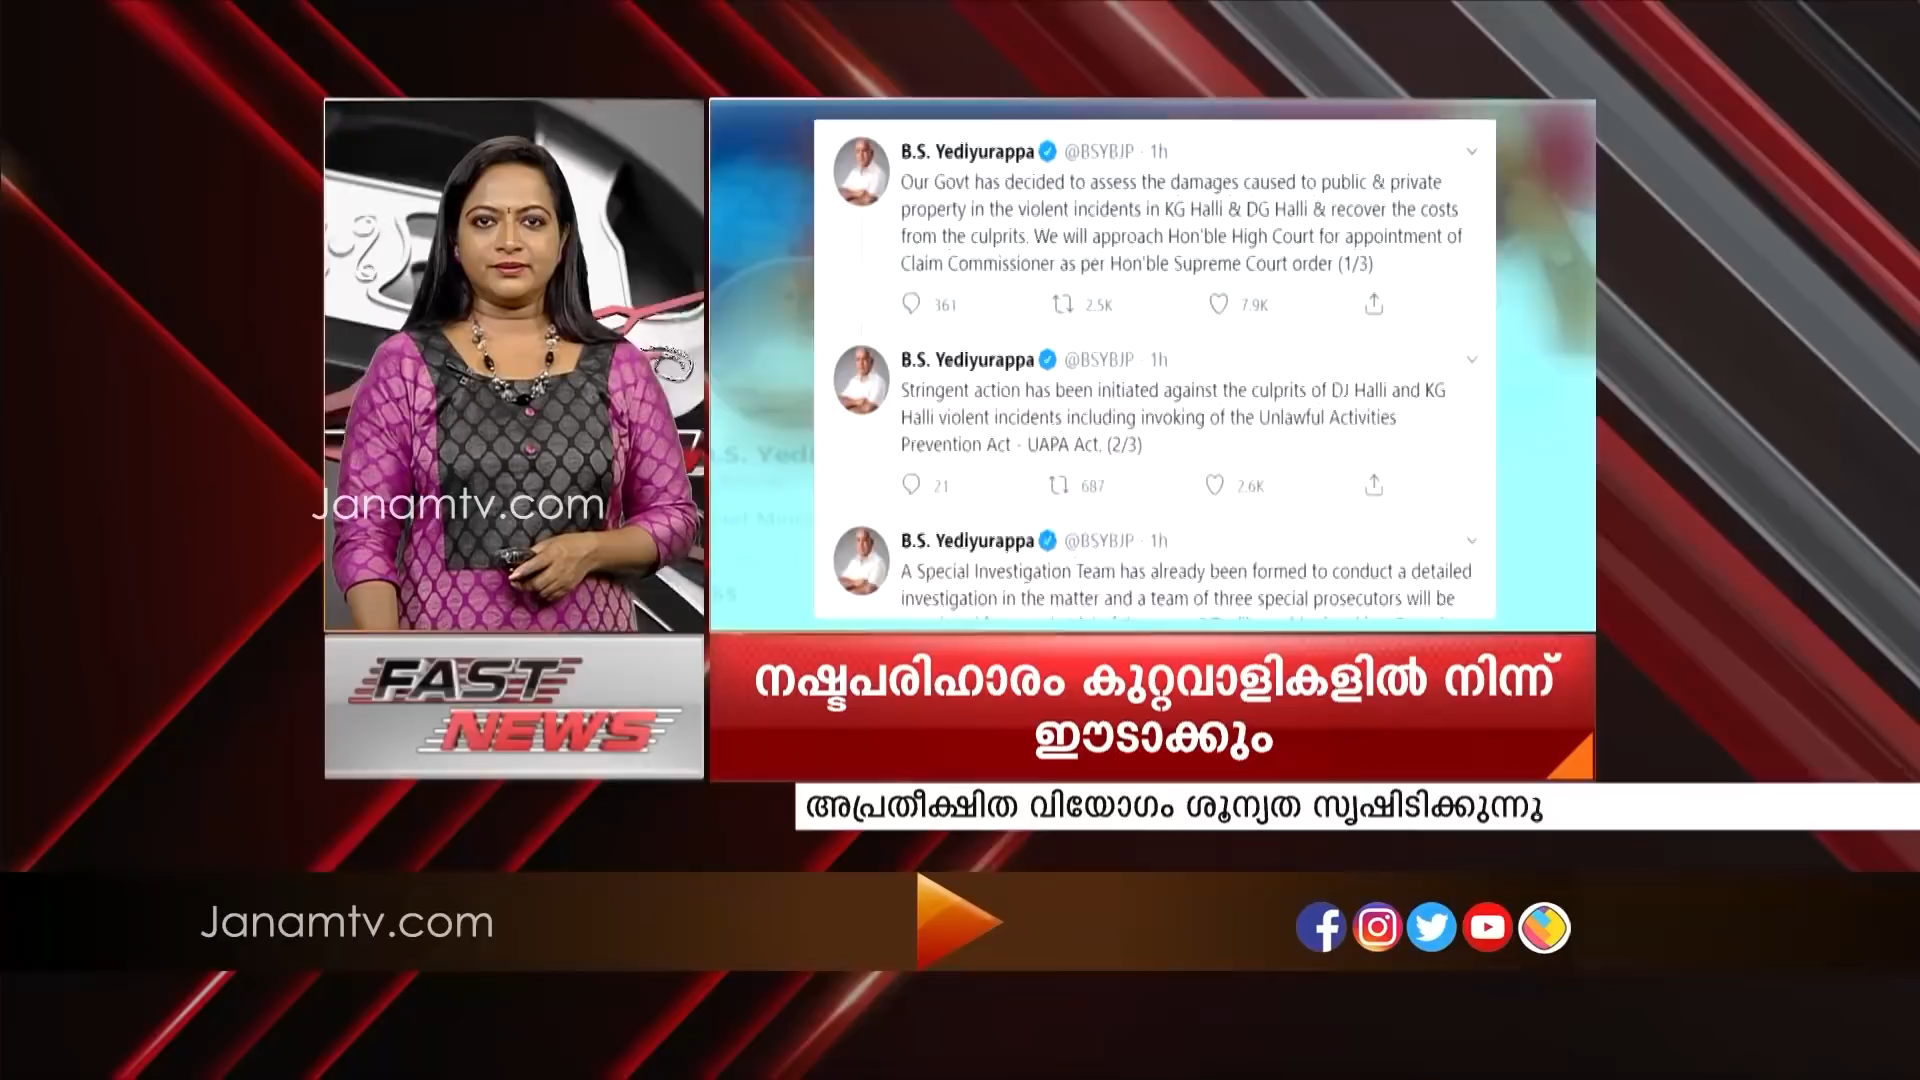 B.S. Yediyurappa @BSYBJP · 1h
Our Govt has decided to assess the damages caused to public & private
property in the violent incidents in KG Halli & DG Halli & recover the costs
from the culprits. We will approach Hon'ble High Court for appointment of
Claim Commissioner as per Hon'ble Supreme Court order (1/3)
361 2.5K 7.9K
B.S. Yediyurappa @BSYBJP · 1h
Stringent action has been initiated against the culprits of DJ Halli and KG
Halli violent incidents including invoking of the Unlawful Activities
Prevention Act - UAPA Act. (2/3)
21 687 2.6K
B.S. Yediyurappa @BSYBJP · 1h
A Special Investigation Team has already been formed to conduct a detailed
investigation in the matter and a team of three special prosecutors will be
Janamtv.com
FAST
NEWS
നഷ്ടപരിഹാരം കുറ്റവാളികളിൽ നിന്ന്
ഈടാക്കും
അപ്രതീക്ഷിത വിയോഗം ശൂന്യത സൃഷിടിക്കുന്നു
Janamtv.com